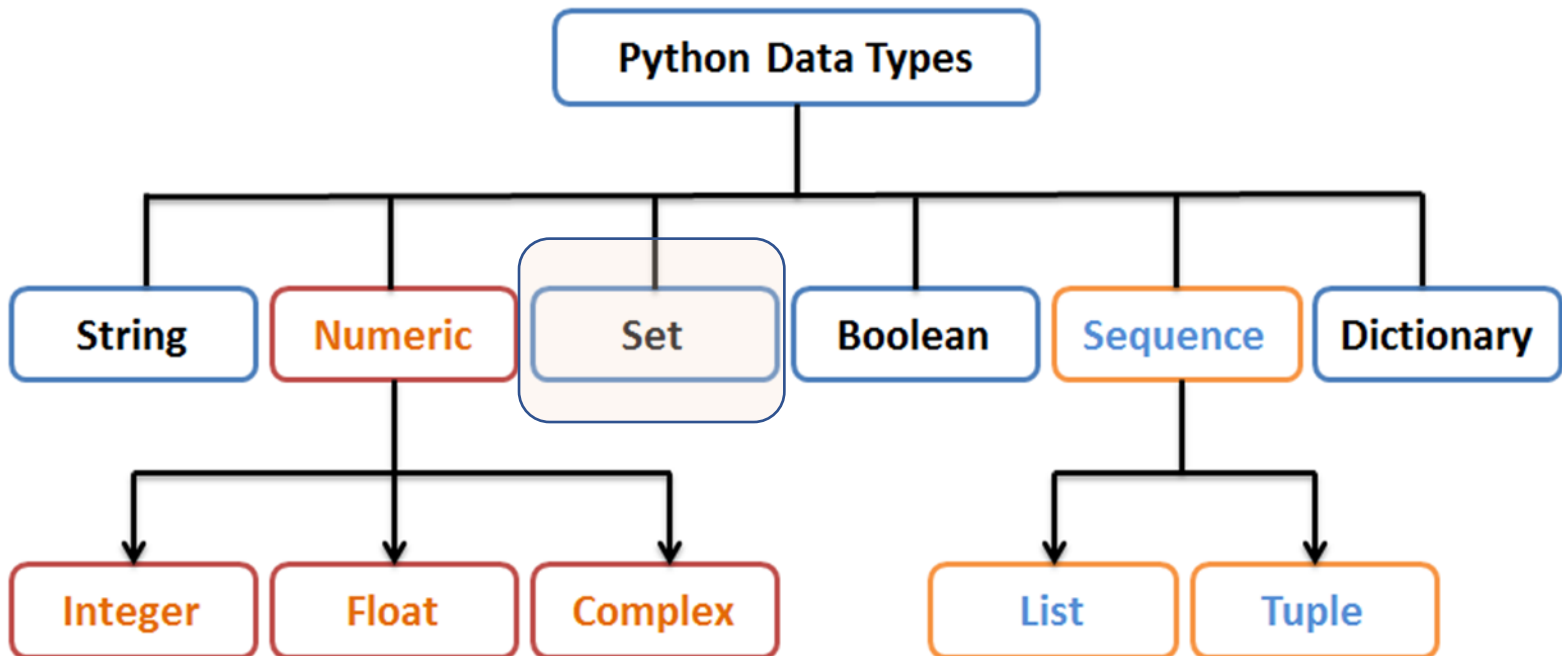 Python Data Types
String
Numeric
Set
Boolean
Sequence
Dictionary
Integer
Float
Complex
List
Tuple